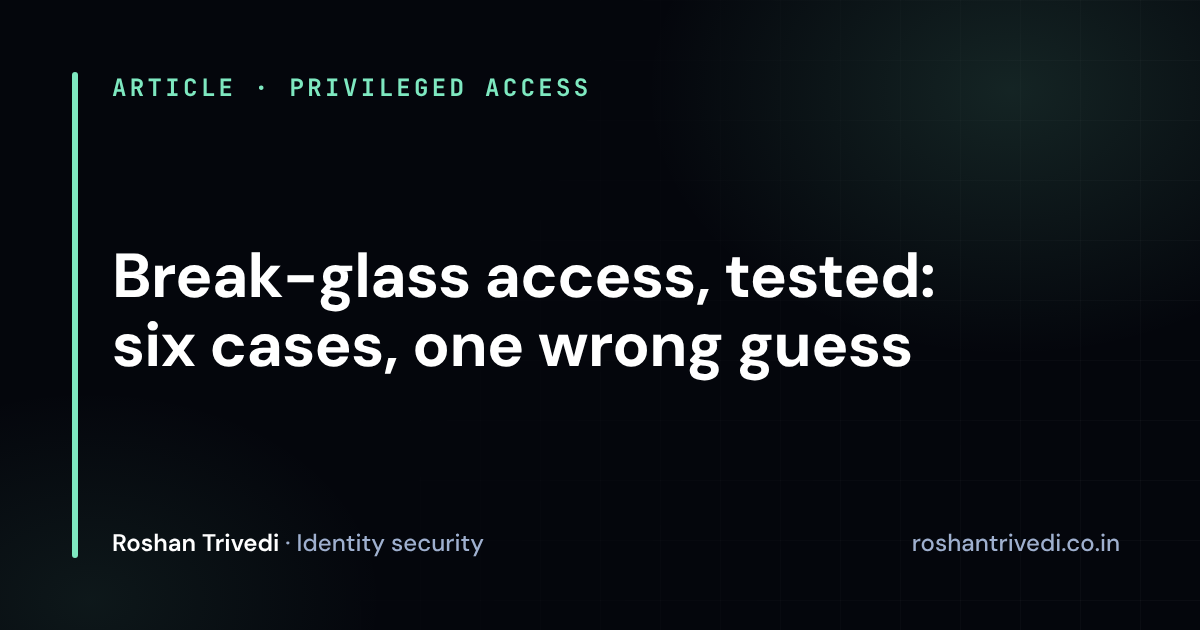 ARTICLE · PRIVILEGED ACCESS
Break-glass access, tested:
six cases, one wrong guess
Roshan Trivedi · Identity security
roshantrivedi.co.in